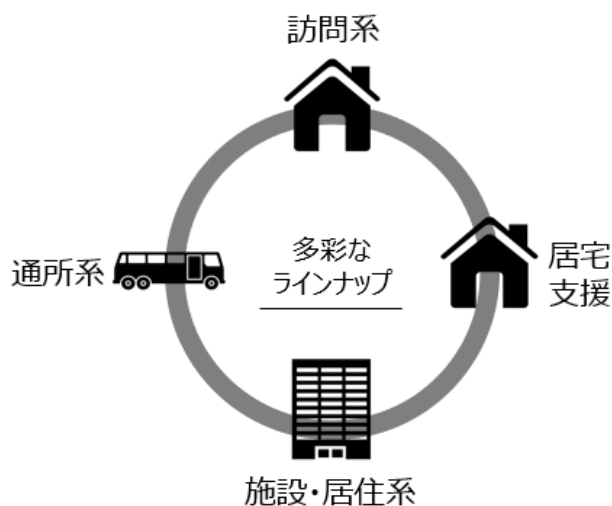 訪問系
通所系
多彩な
ラインナップ
居宅
支援
施設・居住系